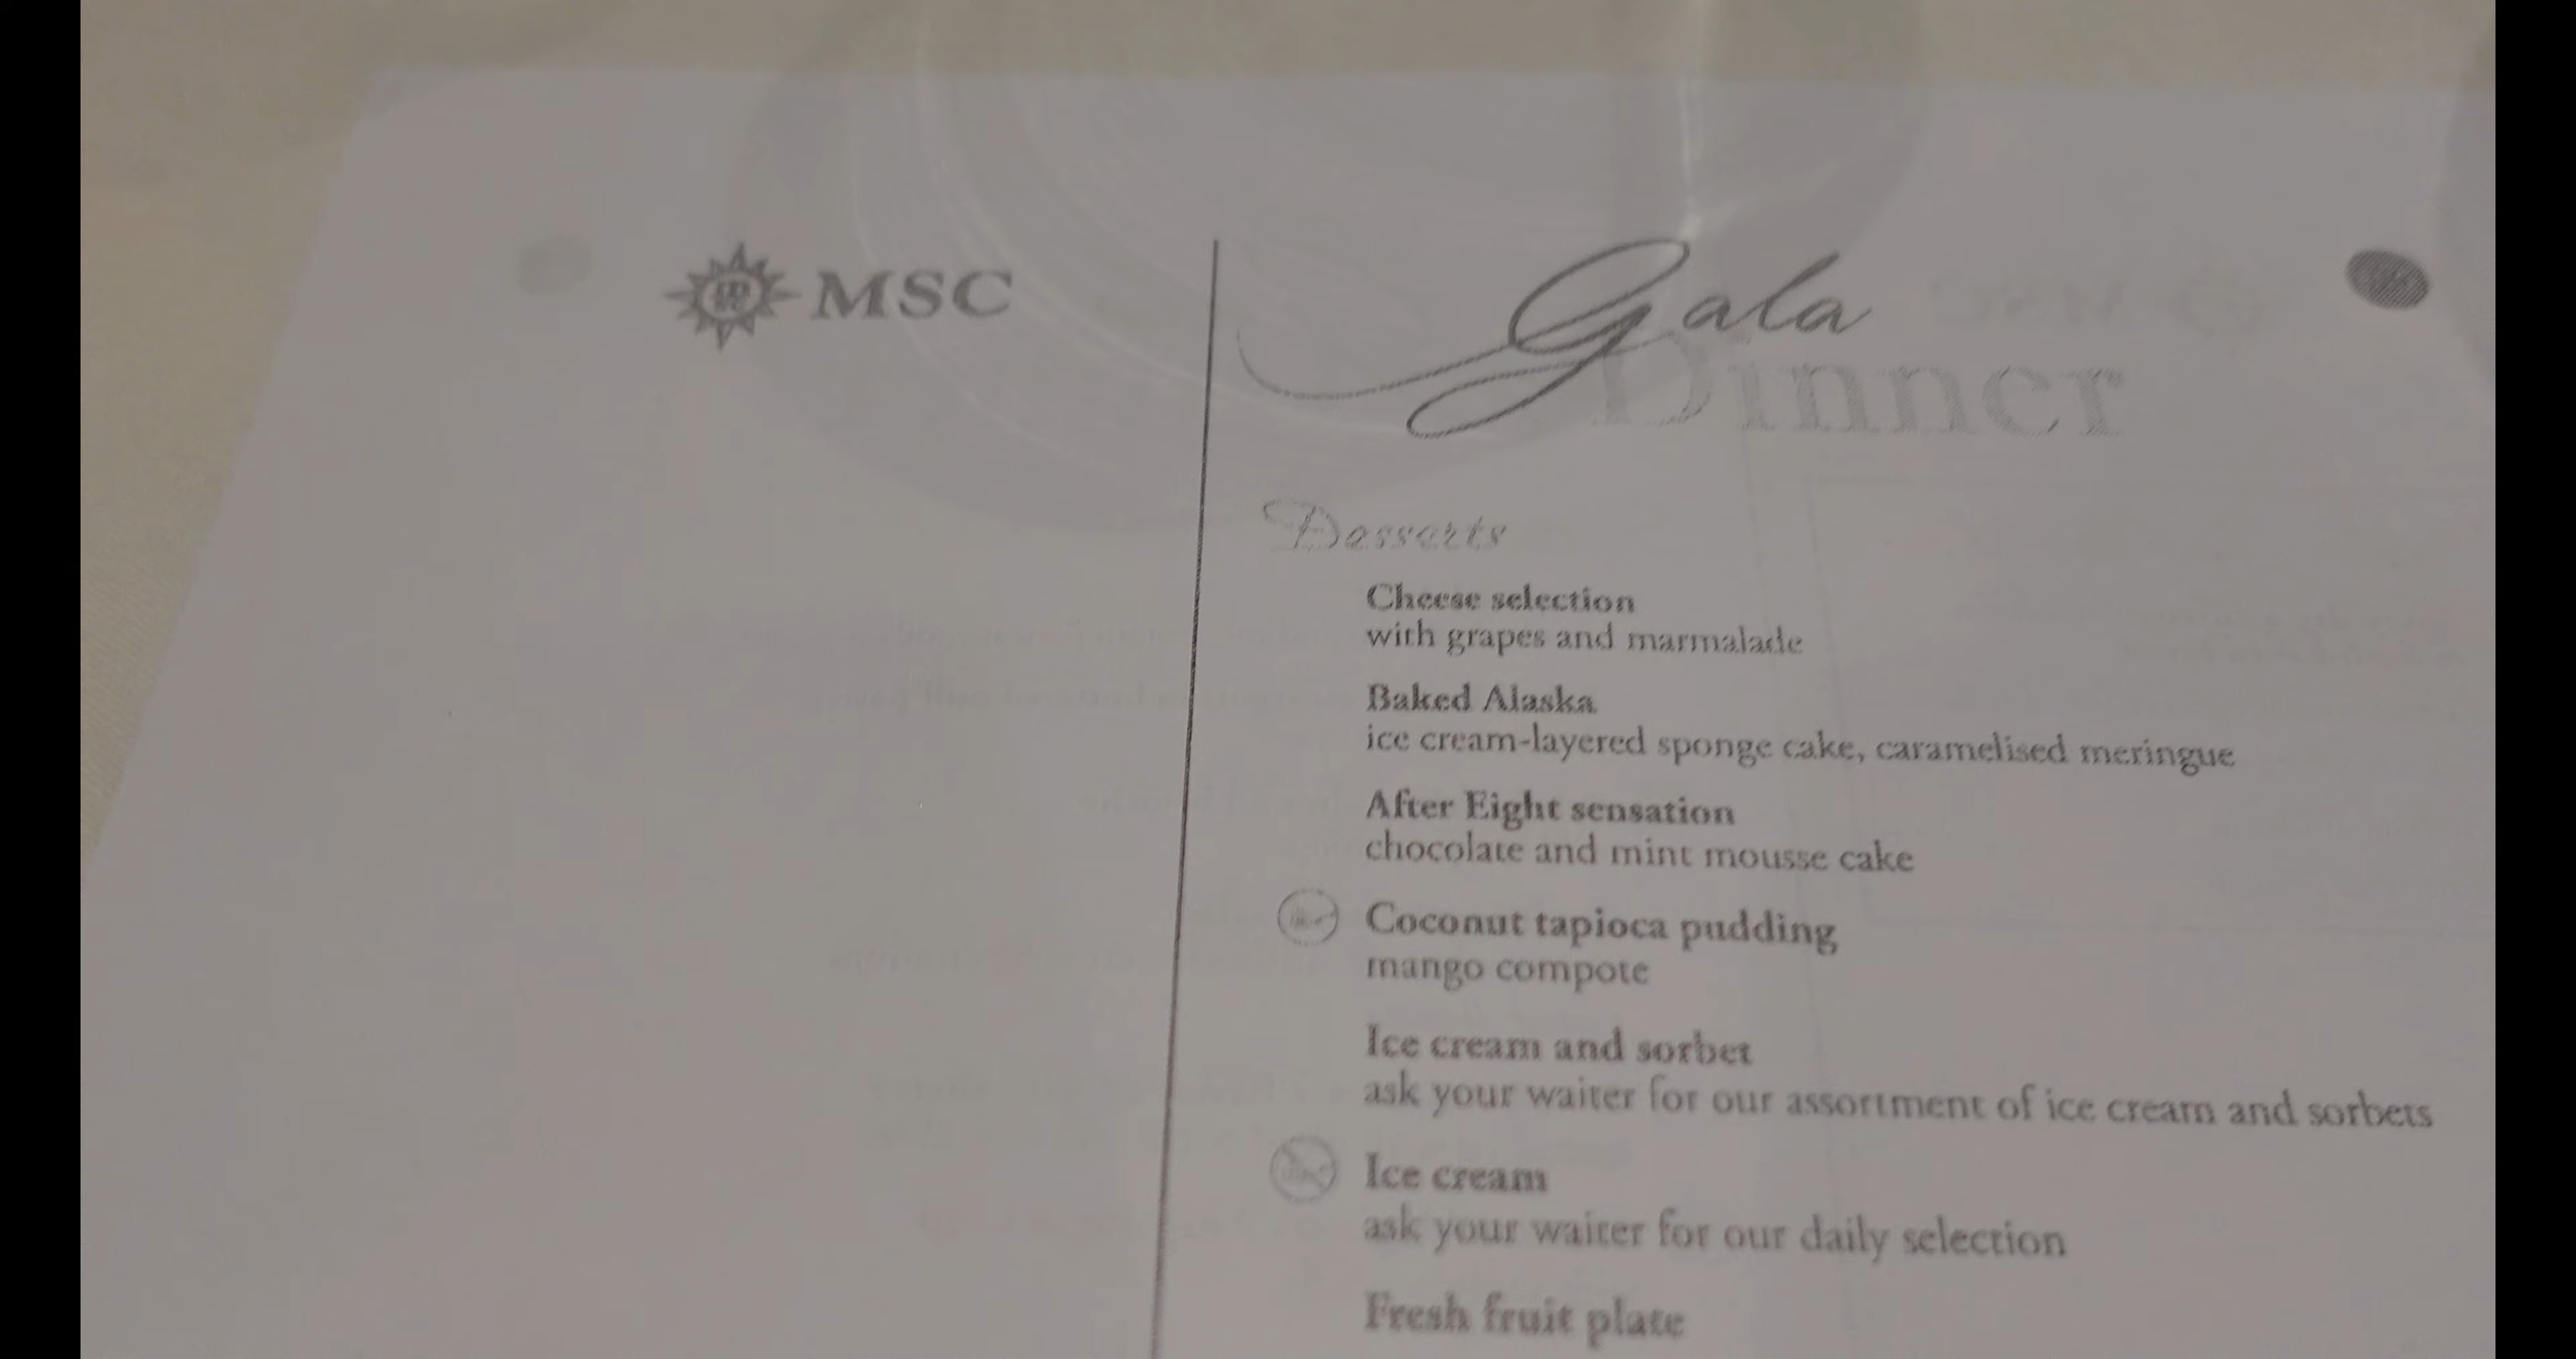 MSC
Gala
Dinner
Desserts
Cheese selection
with grapes and marmalade
Baked Alaska
ice cream-layered sponge cake, caramelised meringue
After Eight sensation
chocolate and mint mousse cake
Coconut tapioca pudding
mango compote
Ice cream and sorbet
ask your waiter for our assortment of ice cream and sorbets
Ice cream
ask your waiter for our daily selection
Fresh fruit plate